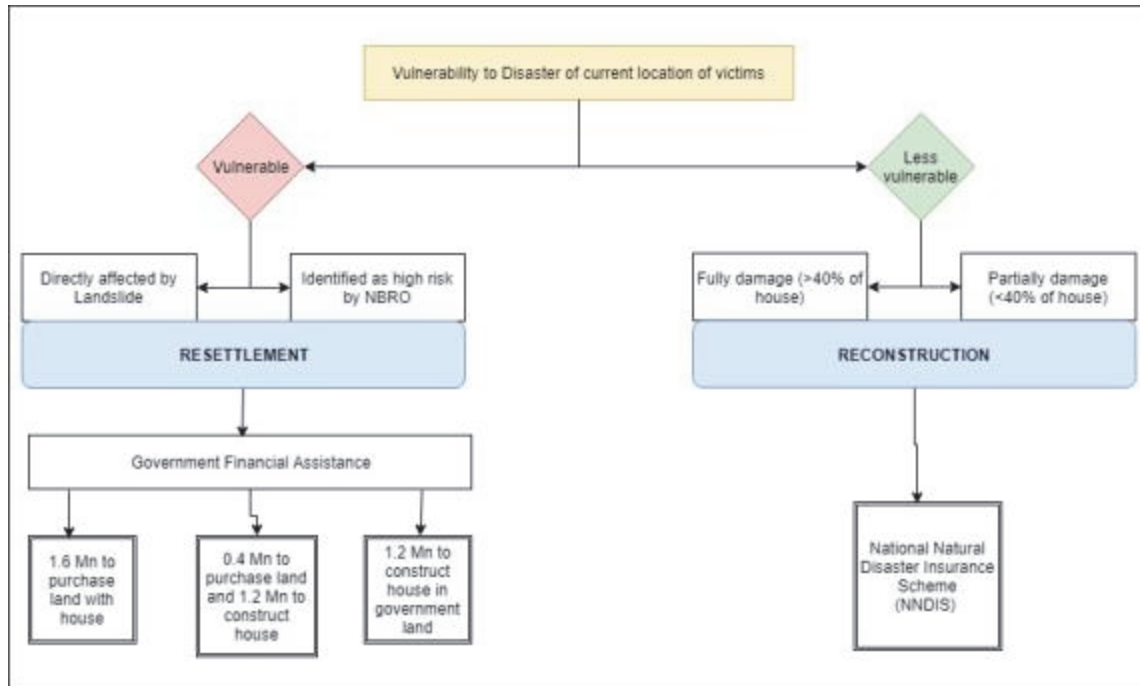 Vulnerability to Disaster of current location of victims
Vulnerable
Less
vulnerable
Directly affected by
Landslide
Identified as high risk
by NBRO
Fully damage (>40% of
house)
Partially damage
(<40% of house)
RESETTLEMENT
RECONSTRUCTION
Government Financial Assistance
1.6 Mn to
purchase
land with
house
0.4 Mn to
purchase land
and 1.2 Mn to
construct
house
1.2 Mn to
construct
house in
government
land
National Natural
Disaster Insurance
Scheme
(NNDIS)